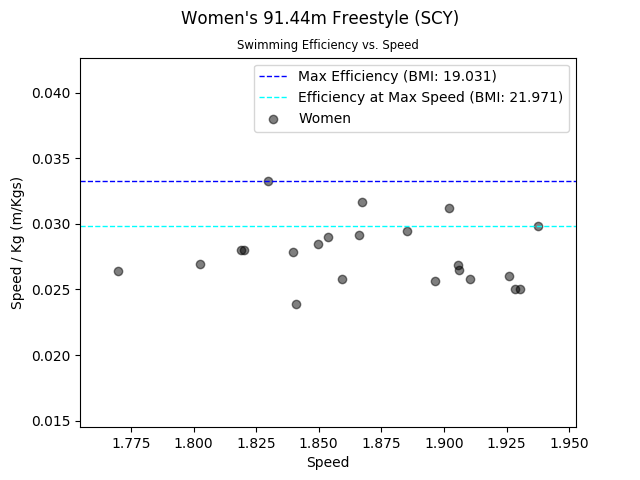 Women's 91.44m Freestyle (SCY)
Swimming Efficiency vs. Speed
Max Efficiency (BMI: 19.031)
Efficiency at Max Speed (BMI: 21.971)
Women
Speed / Kg (m/Kgs)
0.040
0.035
0.030
0.025
0.020
0.015
1.775 1.800 1.825 1.850 1.875 1.900 1.925 1.950
Speed